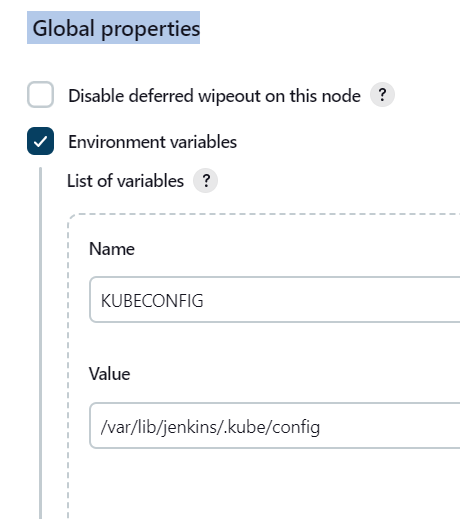 Global properties
Disable deferred wipeout on this node ?
Environment variables
List of variables ?
Name
KUBECONFIG
Value
/var/lib/jenkins/.kube/config